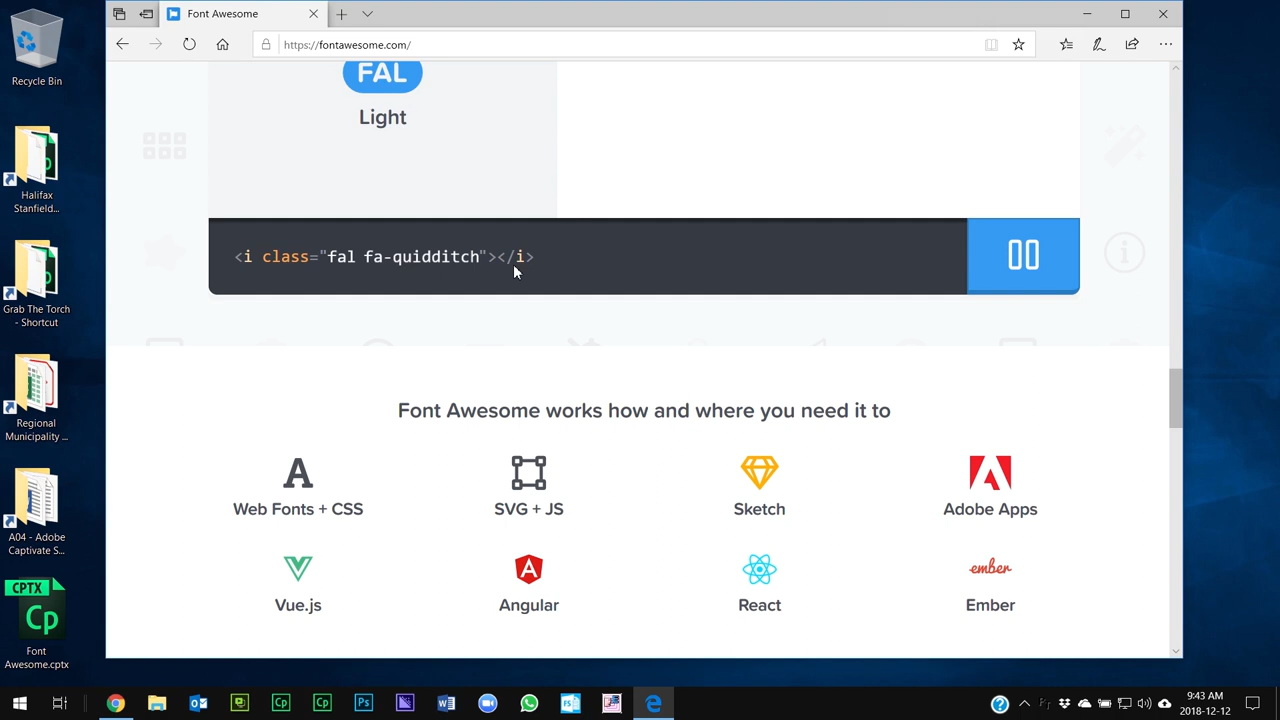 Font Awesome
https://fontawesome.com/
Recycle Bin
Halifax
Stanfield...
Grab The Torch
- Shortcut
Regional
Municipality ...
A04 - Adobe
Captivate S...
CPTX
Cp
Font
Awesome.cptx
FAL
Light
<i class="fal fa-quidditch"></i>
Font Awesome works how and where you need it to
Web Fonts + CSS
SVG + JS
Sketch
Adobe Apps
Vue.js
Angular
ember
React
Ember
Cp
Cp
Ps
9:43 AM
2018-12-12